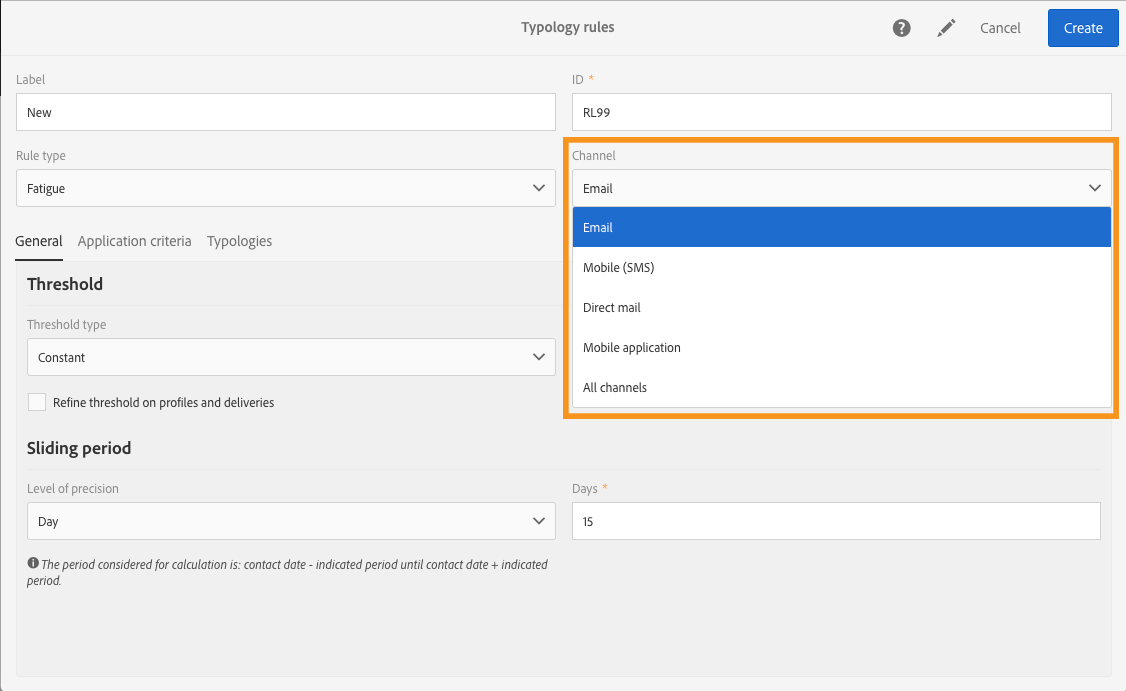 Typology rules
?
Cancel
Create
Label
ID *
New
RL99
Rule type
Channel
Fatigue
Email
Email
Mobile (SMS)
Direct mail
Mobile application
All channels
General
Application criteria
Typologies
Threshold
Threshold type
Constant
Refine threshold on profiles and deliveries
Sliding period
Level of precision
Days *
Day
15
The period considered for calculation is: contact date - indicated period until contact date + indicated
period.